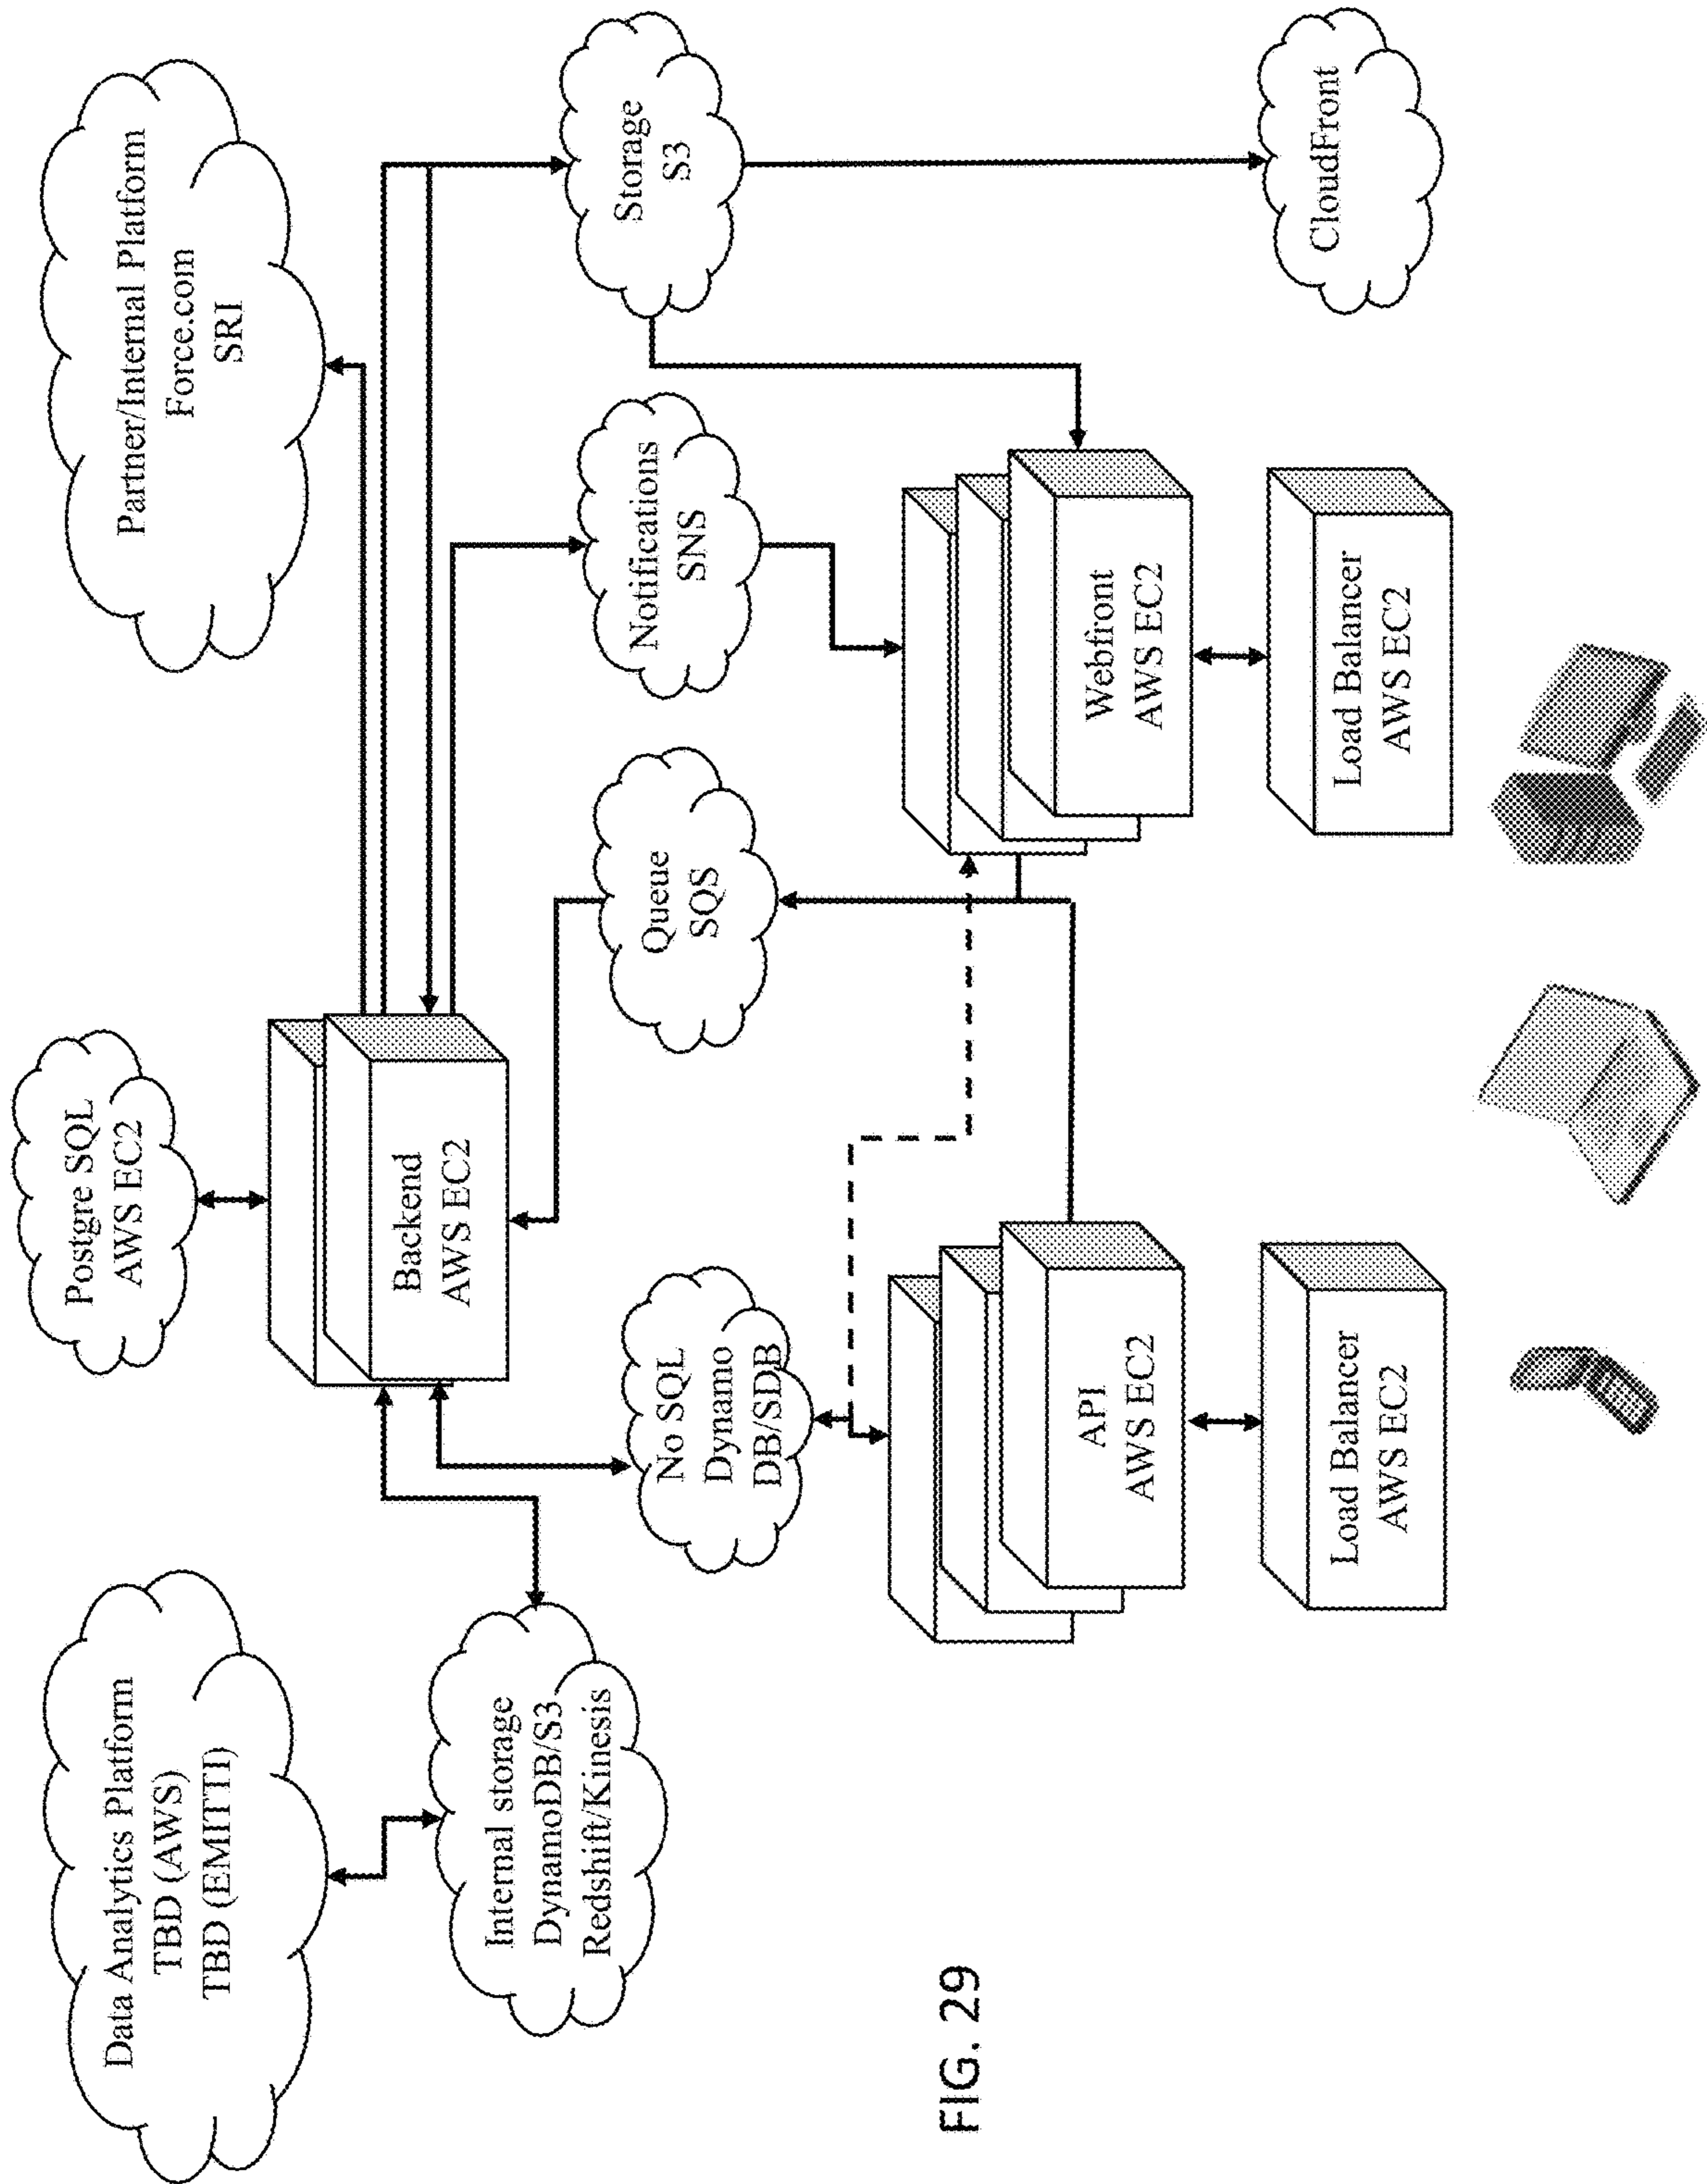 Data Analytics Platform
TBD (AWS)
TBD (EMITTI)
Postgre SQL
AWS EC2
Partner/Internal Platform
Force.com
SRI
Internal storage
DynamoDB/S3
Redshift/Kinesis
Backend
AWS EC2
No SQL
Dynamo
DB/SDB
Queue
SQS
Notifications
SNS
Storage
S3
FIG. 29
API
AWS EC2
Webfront
AWS EC2
Load Balancer
AWS EC2
Load Balancer
AWS EC2
CloudFront